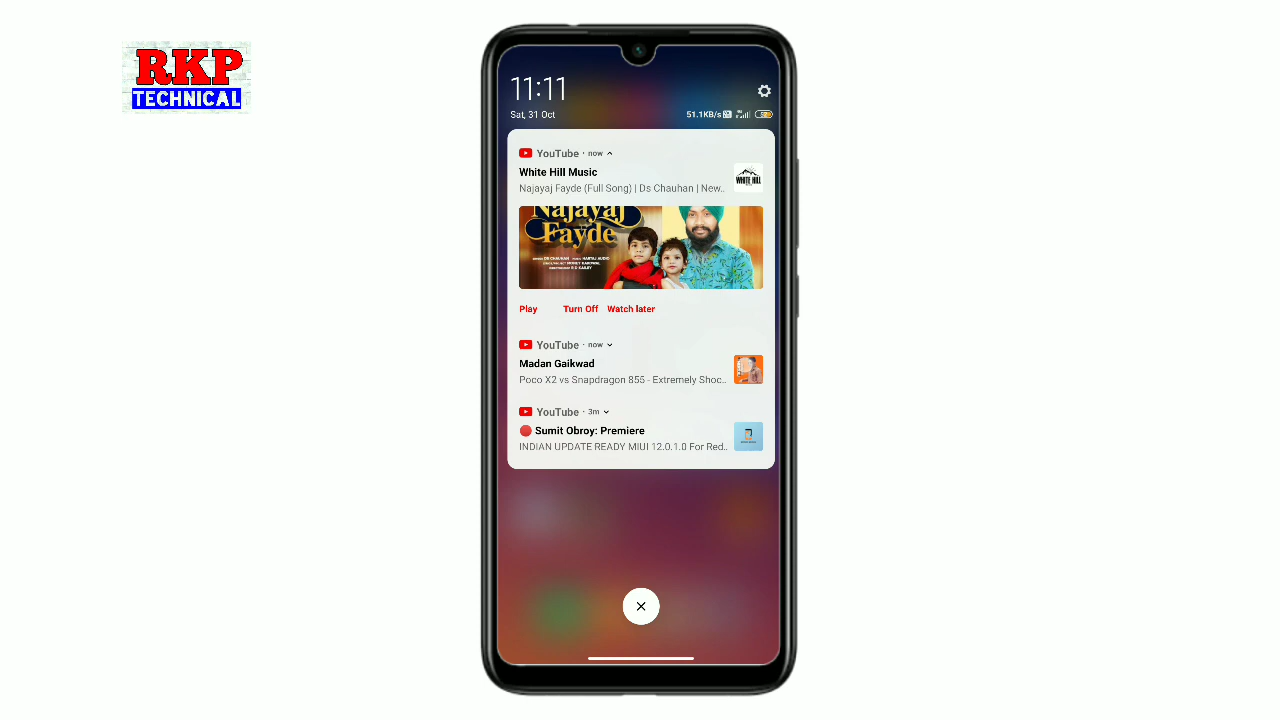 RKP
TECHNICAL
11:11
Sat, 31 Oct
51.1KB/s
YouTube · now
White Hill Music
Najayaj Fayde (Full Song) | Ds Chauhan | New..
WHITE HILL
Najayaj
Fayde
Play Turn Off Watch later
YouTube · now
Madan Gaikwad
Poco X2 vs Snapdragon 855 - Extremely Shoc..
YouTube · 3m
Sumit Obroy: Premiere
INDIAN UPDATE READY MIUI 12.0.1.0 For Red..